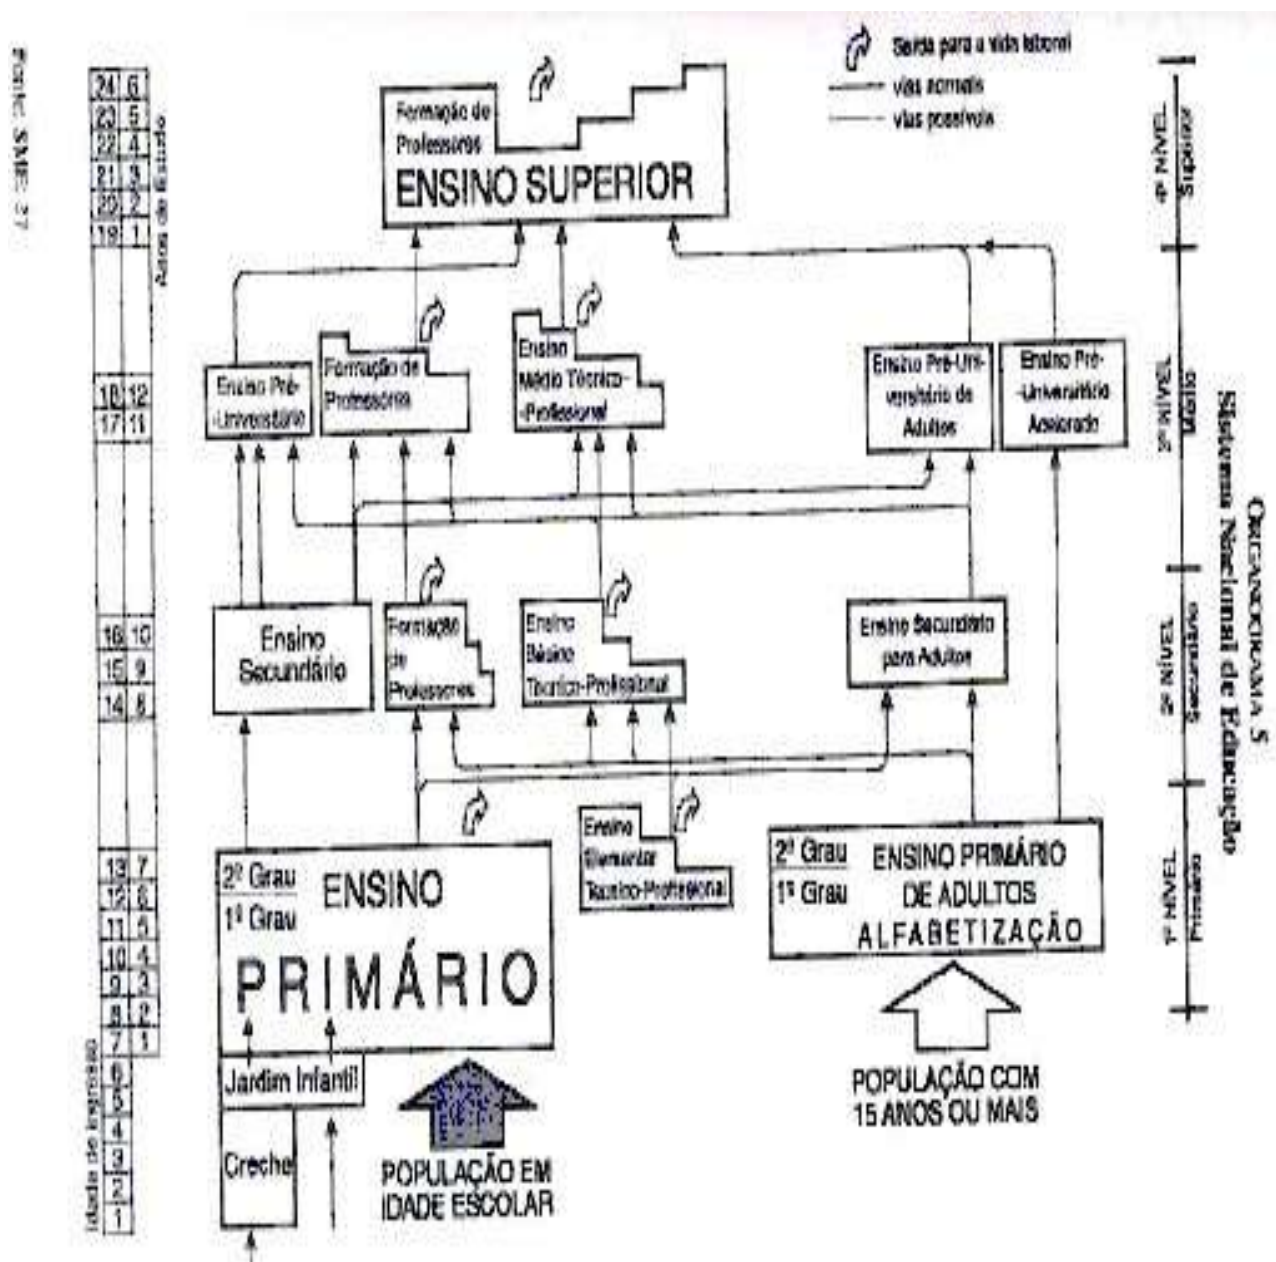 Saída para a vida laboral
vias normais
vias possíveis
Formação de
Professores
ENSINO SUPERIOR
Ensino Pré-
-Universitário
Formação de
Professores
Ensino
Médio Técnico-
-Profissional
Ensino Pré-Uni-
versitário de
Adultos
Ensino Pré-
-Universitário
Acelerado
Ensino
Secundário
Formação
de
Professores
Ensino
Básico
Técnico-Profissional
Ensino Secundário
para Adultos
2º Grau
1º Grau
ENSINO
PRIMÁRIO
Ensino
Elementar
Técnico-Profissional
2º Grau
1º Grau
ENSINO PRIMÁRIO
DE ADULTOS
ALFABETIZAÇÃO
Jardim Infantil
Creche
POPULAÇÃO EM
IDADE ESCOLAR
POPULAÇÃO COM
15 ANOS OU MAIS
24 6
23 5
22 4
21 3
20 2
19 1
18 12
17 11
16 10
15 9
14 8
13 7
12 6
11 5
10 4
9 3
8 2
7 1
6
5
4
3
2
1
Anos de Estudo
Idade de Ingresso
4º NÍVEL
Superior
3º NÍVEL
Médio
2º NÍVEL
Secundário
1º NÍVEL
Primário
ORGANOGRAMA 5
Sistema Nacional de Educação